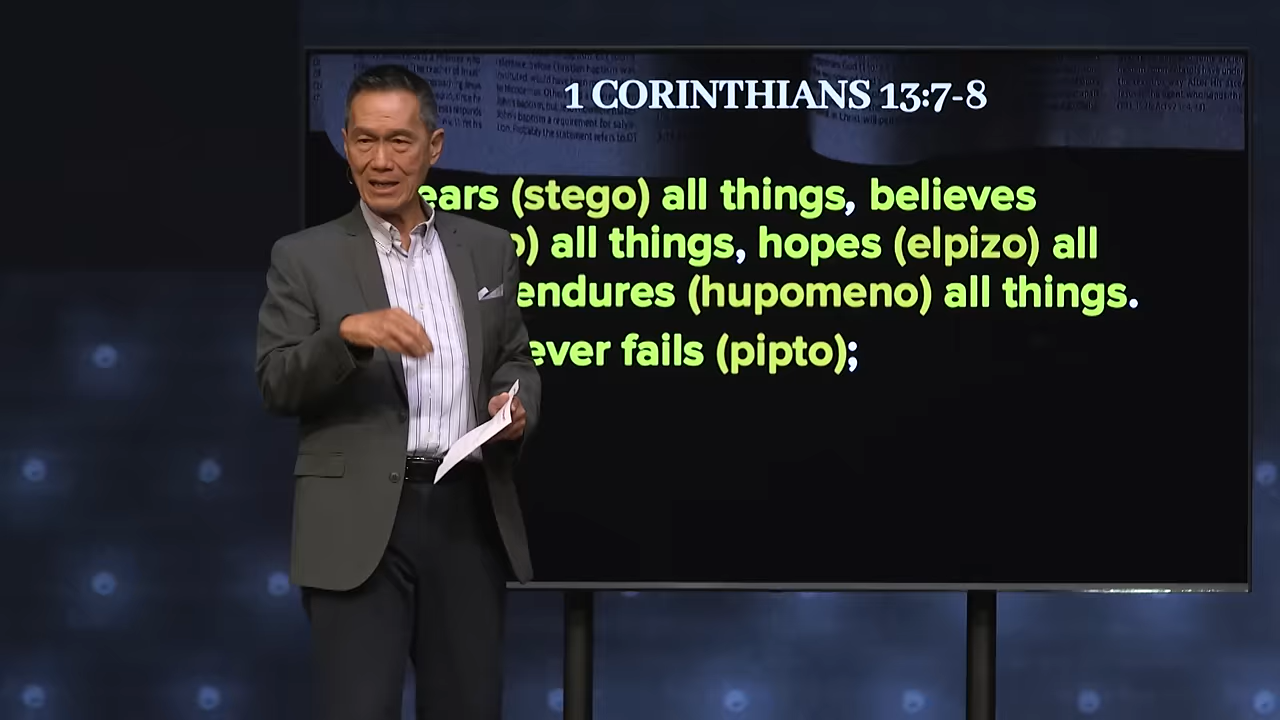 1 CORINTHIANS 13:7-8
ears (stego) all things, believes
o) all things, hopes (elpizo) all
endures (hupomeno) all things.
ever fails (pipto);